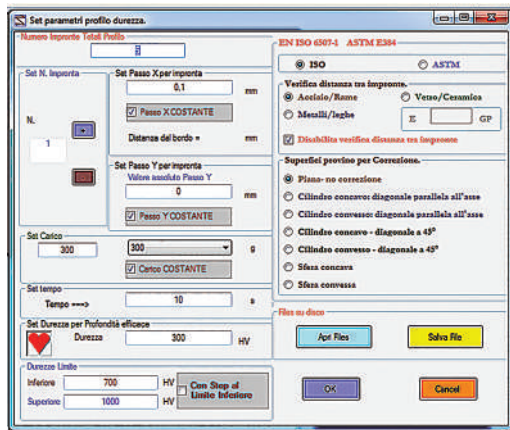 Set parametri profilo durezza.
Numero Impronte Totali Profilo
Set N. Impronta
N.
1
+
Set Passo X per impronta
0,1 mm
Passo X COSTANTE
Distanza dal bordo = mm
Set Passo Y per impronta
Valore assoluto Passo Y
0 mm
Passo Y COSTANTE
Set Carico
300
300 g
Carico COSTANTE
Set tempo
Tempo ===> 10 s
Set Durezza per Profondità efficace
Durezza 300 HV
Durezze Limite
Inferiore 700 HV
Superiore 1000 HV
Con Stop al
Limite Inferiore
EN ISO 6507-1 ASTM E384
ISO ASTM
Verifica distanza tra impronte.
Acciaio/Rame Vetro/Ceramica
Metalli/leghe E GP
Disabilita verifica distanza tra impronte
Superfici provino per Correzione.
Piano- no correzione
Cilindro concavo: diagonale parallela all'asse
Cilindro convesso: diagonale parallela all'asse
Cilindro concavo - diagonale a 45°
Cilindro convesso - diagonale a 45°
Sfera concava
Sfera convessa
Files su disco
Apri Files Salva File
OK Cancel